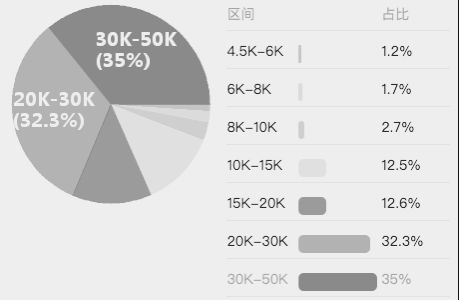 30K-50K
(35%)
20K-30K
(32.3%)
区间 占比
4.5K-6K 1.2%
6K-8K 1.7%
8K-10K 2.7%
10K-15K 12.5%
15K-20K 12.6%
20K-30K 32.3%
30K-50K 35%